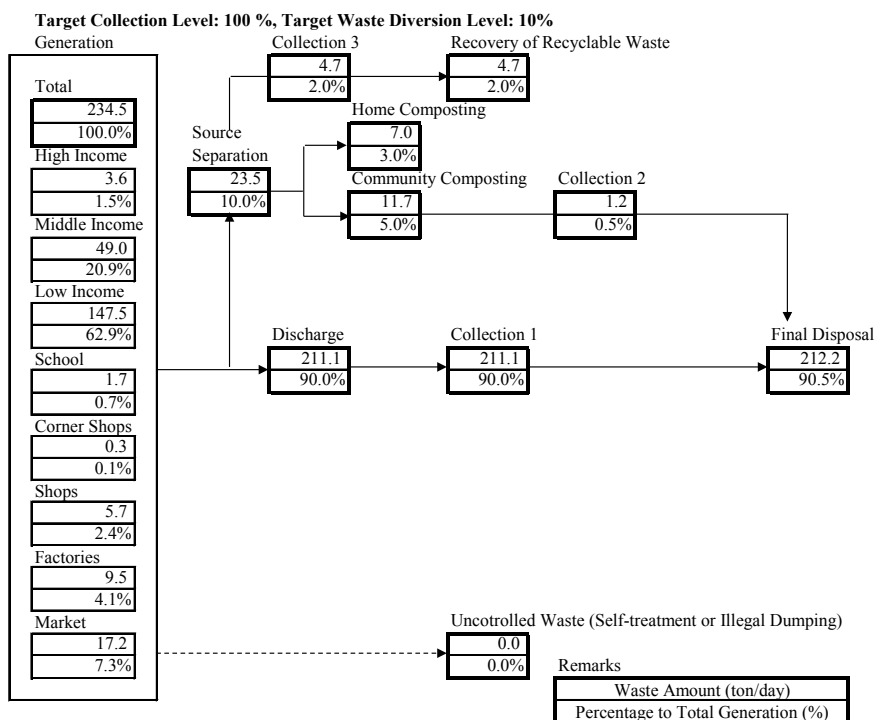 Target Collection Level: 100 %, Target Waste Diversion Level: 10%
Generation
Collection 3
Recovery of Recyclable Waste
4.7
2.0%
4.7
2.0%
Total
234.5
100.0%
Home Composting
7.0
3.0%
Source
Separation
23.5
10.0%
High Income
3.6
1.5%
Community Composting
11.7
5.0%
Collection 2
1.2
0.5%
Middle Income
49.0
20.9%
Low Income
147.5
62.9%
Discharge
211.1
90.0%
Collection 1
211.1
90.0%
Final Disposal
212.2
90.5%
School
1.7
0.7%
Corner Shops
0.3
0.1%
Shops
5.7
2.4%
Factories
9.5
4.1%
Market
17.2
7.3%
Uncotrolled Waste (Self-treatment or Illegal Dumping)
0.0
0.0%
Remarks
Waste Amount (ton/day)
Percentage to Total Generation (%)